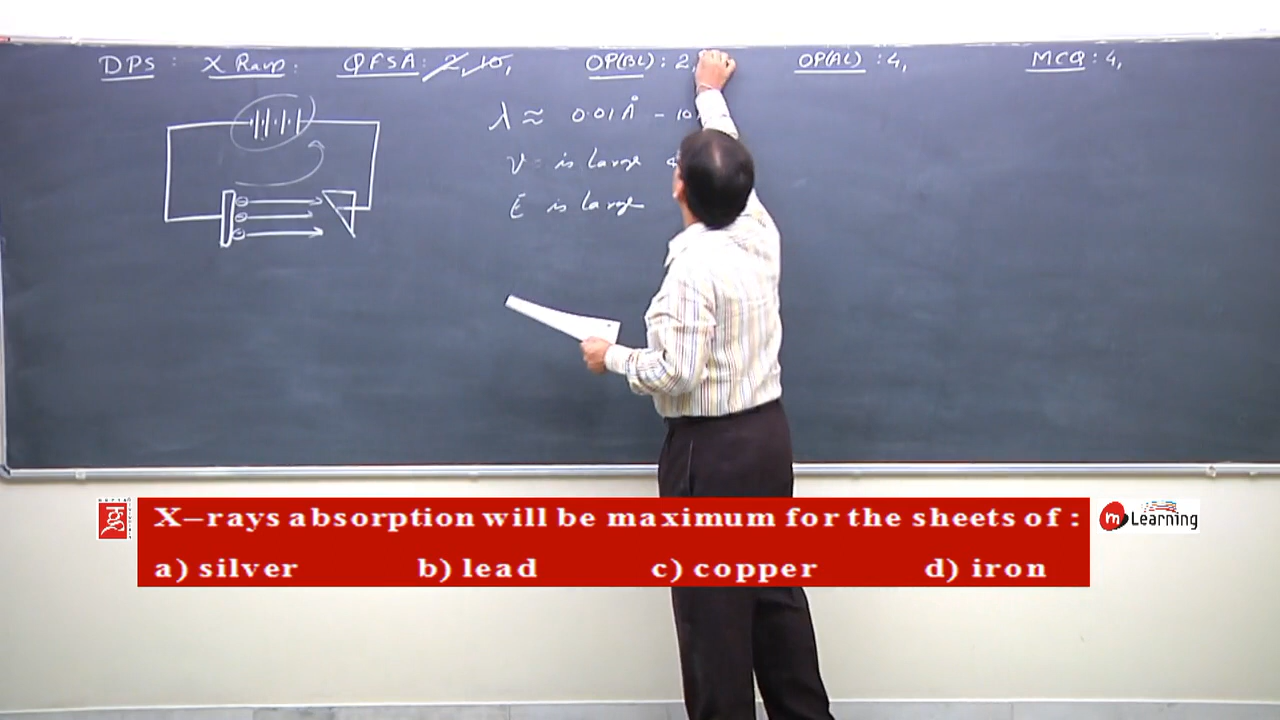 DPS : X Rays : QFSA : 2, 10, OP(BL) : 2 OP(AL) : 4, MCQ : 4,
λ ≈ 0.01 Å - 10
ν is large
E is large
X–rays absorption will be maximum for the sheets of :
a) silver b) lead c) copper d) iron
m Learning